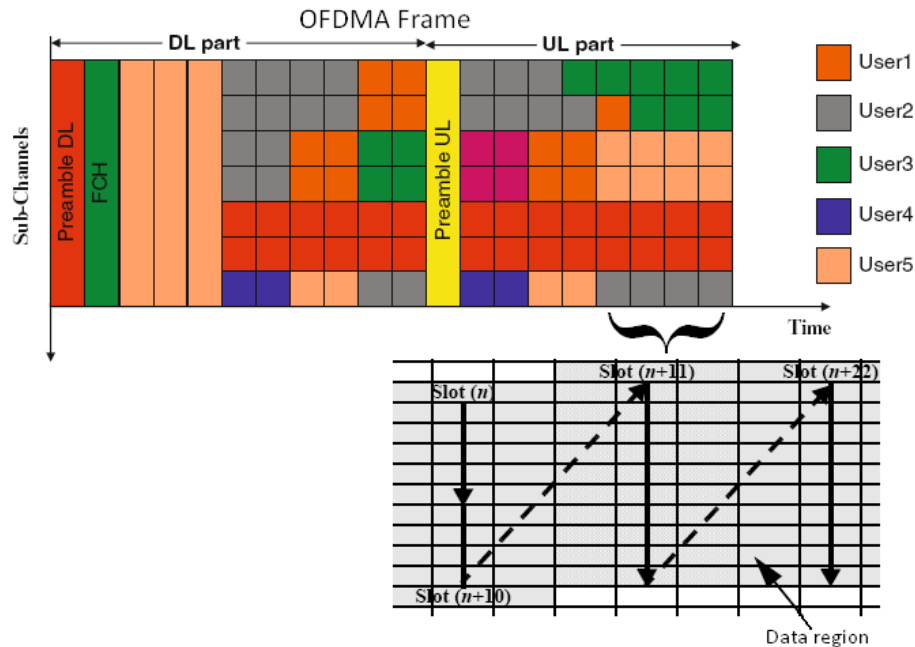 OFDMA Frame
DL part
UL part
Sub-Channels
Preamble DL
FCH
Preamble UL
User1
User2
User3
User4
User5
Time
Slot (n)
Slot (n+11)
Slot (n+22)
Slot (n+10)
Data region